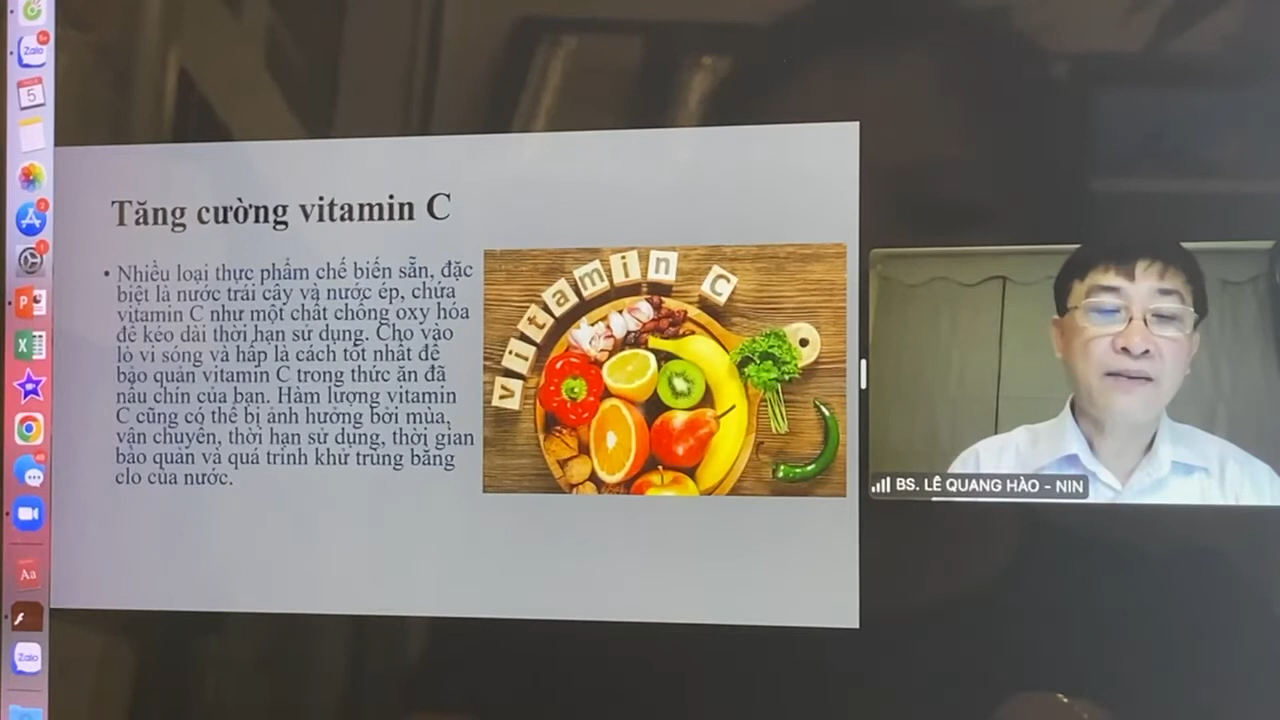 Zalo
5
Tăng cường vitamin C
• Nhiều loại thực phẩm chế biến sẵn, đặc
biệt là nước trái cây và nước ép, chứa
vitamin C như một chất chống oxy hóa
để kéo dài thời hạn sử dụng. Cho vào
lò vi sóng và hấp là cách tốt nhất để
bảo quản vitamin C trong thức ăn đã
nấu chín của bạn. Hàm lượng vitamin
C cũng có thể bị ảnh hưởng bởi mùa,
vận chuyển, thời hạn sử dụng, thời gian
bảo quản và quá trình khử trùng bằng
clo của nước.
vitamin C
BS. LÊ QUANG HÀO - NIN
Aa
Zalo